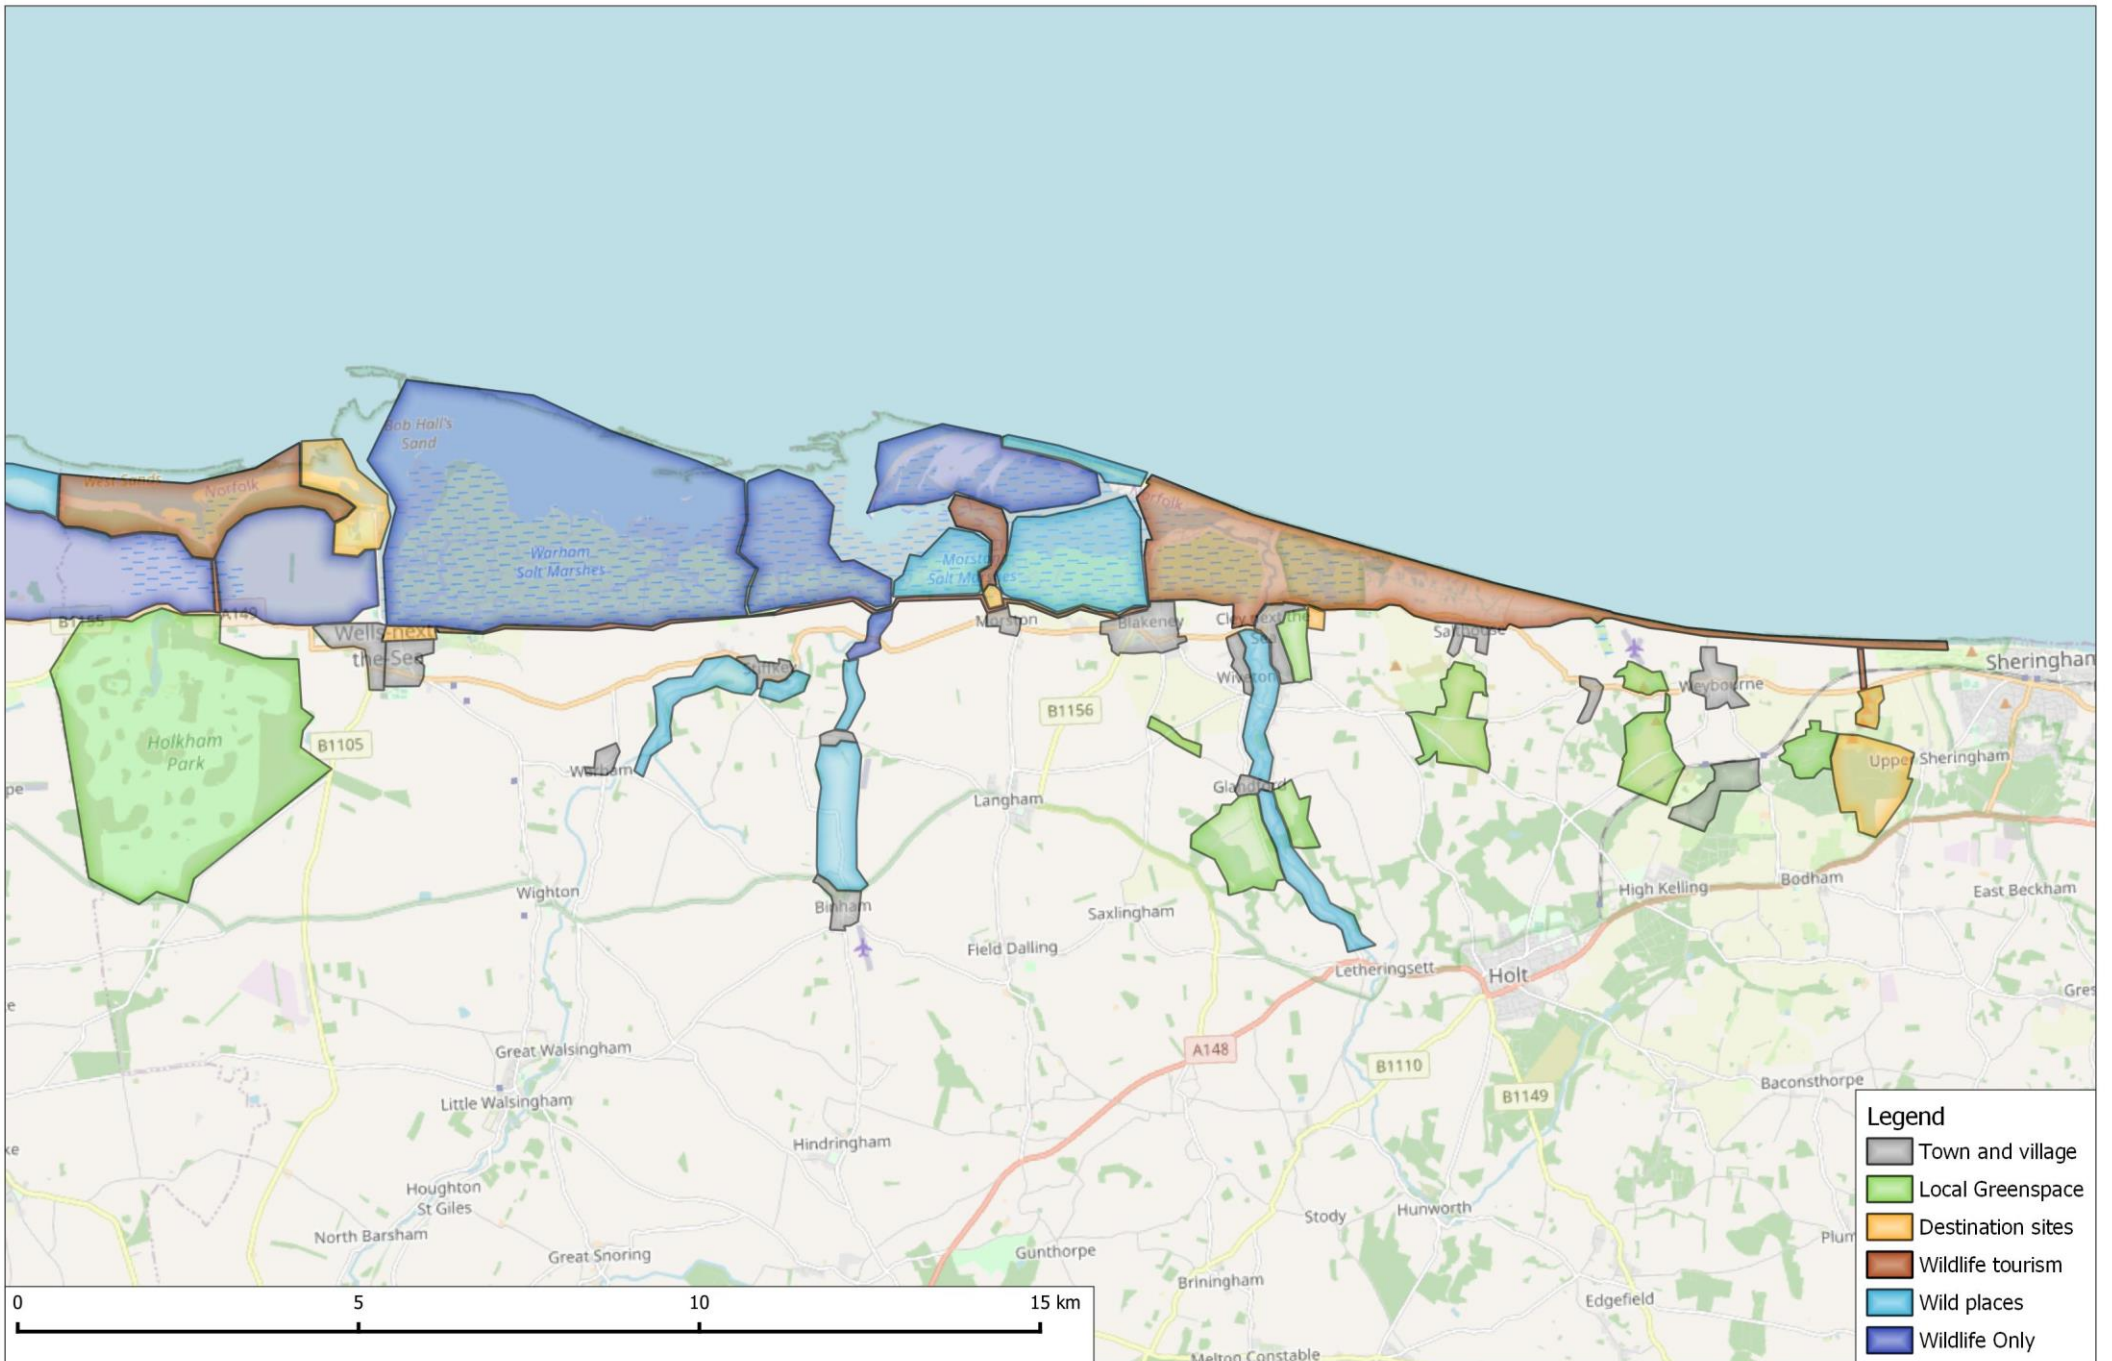 Bob Hall's
Sand
West Sands
Norfolk
Norfolk
Warham
Salt Marshes
Morston
Salt Marshes
B1155
A149
Wells-next-
the-Sea
Morston
Blakeney
Cley next the
Sea
Salthouse
Sheringham
Stiffkey
Wiveton
Weybourne
B1156
Holkham
Park
B1105
Warham
Upper Sheringham
Glandford
Langham
Wighton
Binham
Saxlingham
High Kelling
Bodham
East Beckham
Field Dalling
Letheringsett
Holt
Gres
Great Walsingham
A148
B1110
Little Walsingham
B1149
Baconsthorpe
Hindringham
Houghton
St Giles
North Barsham
Great Snoring
Gunthorpe
Stody
Hunworth
Plum
Briningham
Edgefield
Melton Constable
0 5 10 15 km
Legend
Town and village
Local Greenspace
Destination sites
Wildlife tourism
Wild places
Wildlife Only